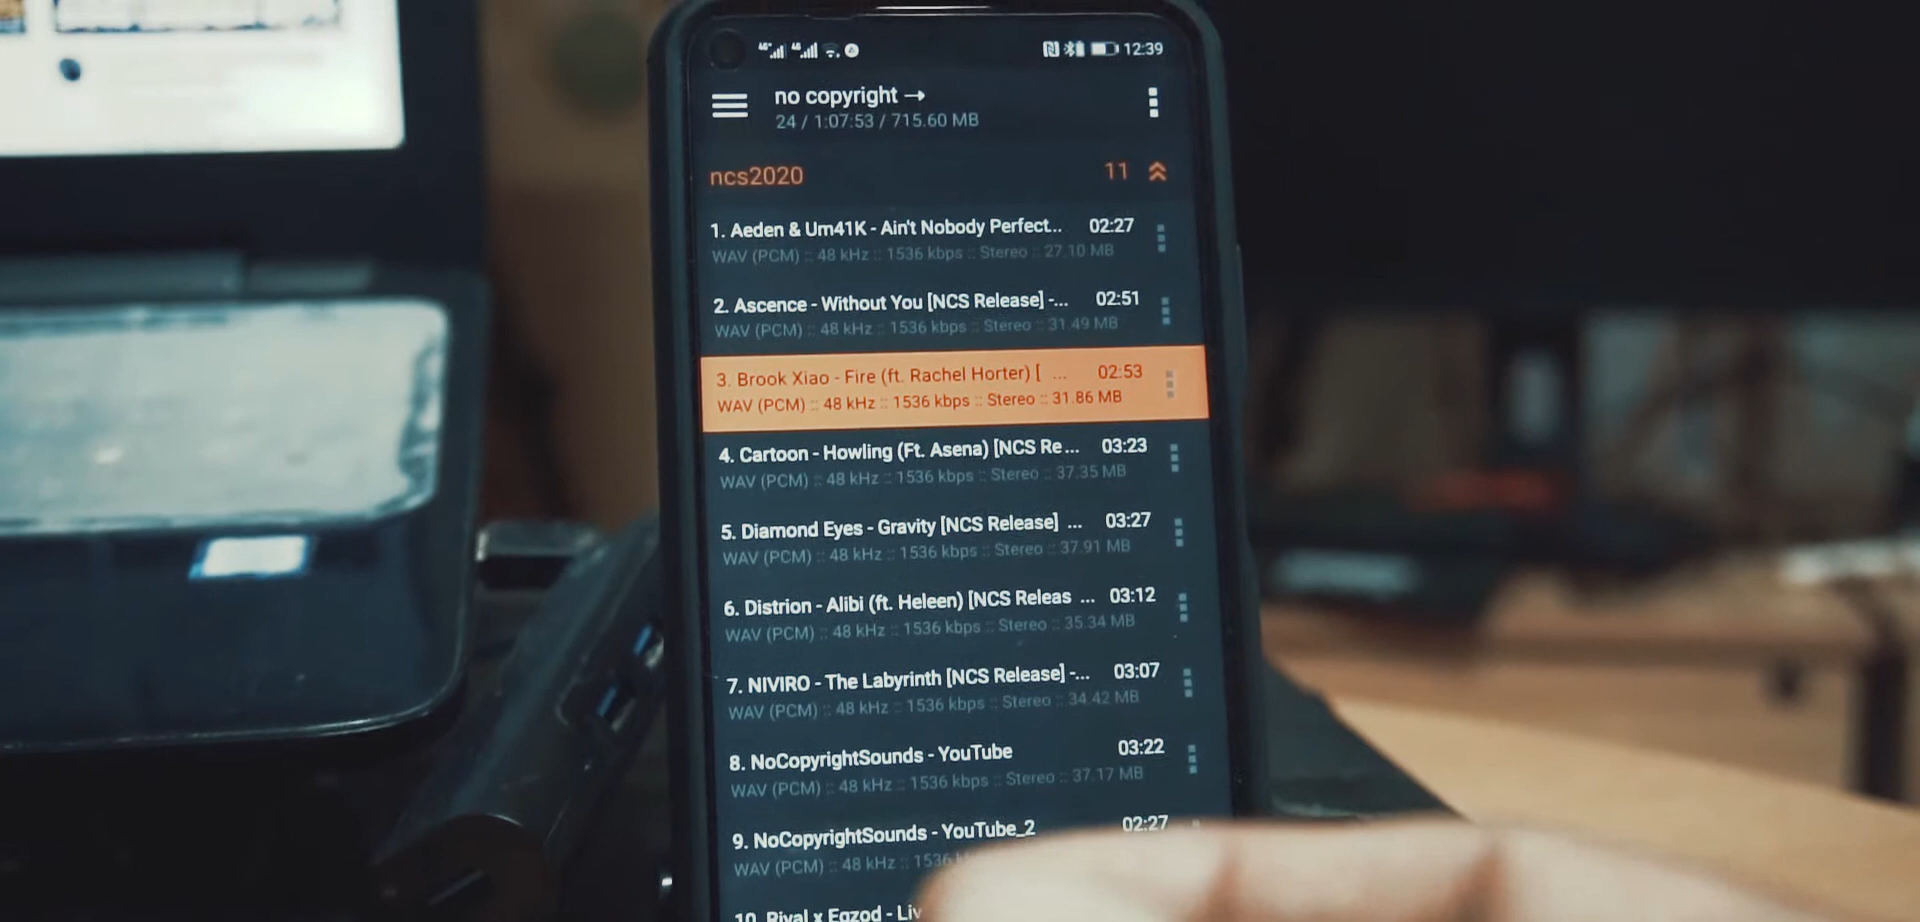 12:39
no copyright →
24 / 1:07:53 / 715.60 MB
ncs2020 11
1. Aeden & Um41K - Ain't Nobody Perfect... 02:27
WAV (PCM) :: 48 kHz :: 1536 kbps :: Stereo :: 27.10 MB
2. Ascence - Without You [NCS Release] -... 02:51
WAV (PCM) :: 48 kHz :: 1536 kbps :: Stereo :: 31.49 MB
3. Brook Xiao - Fire (ft. Rachel Horter) [ ... 02:53
WAV (PCM) :: 48 kHz :: 1536 kbps :: Stereo :: 31.86 MB
4. Cartoon - Howling (Ft. Asena) [NCS Re... 03:23
WAV (PCM) :: 48 kHz :: 1536 kbps :: Stereo :: 37.35 MB
5. Diamond Eyes - Gravity [NCS Release] ... 03:27
WAV (PCM) :: 48 kHz :: 1536 kbps :: Stereo :: 37.91 MB
6. Distrion - Alibi (ft. Heleen) [NCS Releas ... 03:12
WAV (PCM) :: 48 kHz :: 1536 kbps :: Stereo :: 35.34 MB
7. NIVIRO - The Labyrinth [NCS Release] -... 03:07
WAV (PCM) :: 48 kHz :: 1536 kbps :: Stereo :: 34.42 MB
8. NoCopyrightSounds - YouTube 03:22
WAV (PCM) :: 48 kHz :: 1536 kbps :: Stereo :: 37.17 MB
9. NoCopyrightSounds - YouTube_2 02:27
WAV (PCM) :: 48 kHz :: 1536
10. Rival x Egzod - Liv